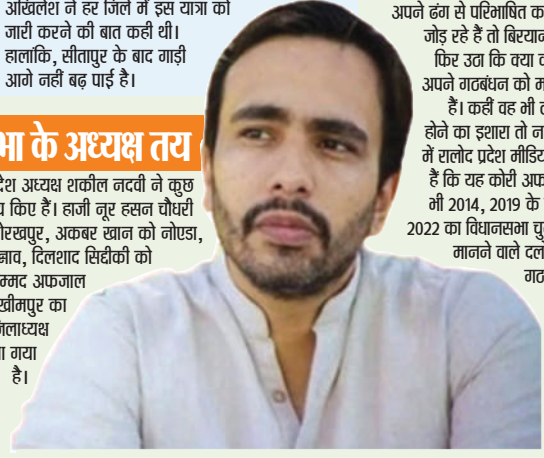 अखिलेश ने हर जिले में इस यात्रा को
जारी करने की बात कही थी।
हालांकि, सीतापुर के बाद गाड़ी
आगे नहीं बढ़ पाई है।
भा के अध्यक्ष तय
देश अध्यक्ष शकील नदवी ने कुछ
किए हैं। हाजी नूर हसन चौधरी
गोरखपुर, अकबर खान को नोएडा,
न्नाव, दिलशाद सिद्दीकी को
म्मद अफजाल
खीमपुर का
लाध्यक्ष
गया
है।
अपने ढंग से परिभाषित क
जोड़ रहे हैं तो बिरयान
फिर उठा कि क्या
अपने गठबंधन को म
हैं। कहीं वह भी
होने का इशारा तो न
में रालोद प्रदेश मीडिय
हैं कि यह कोरी अफ
भी 2014, 2019 के
2022 का विधानसभा चु
मानने वाले दल
गठ